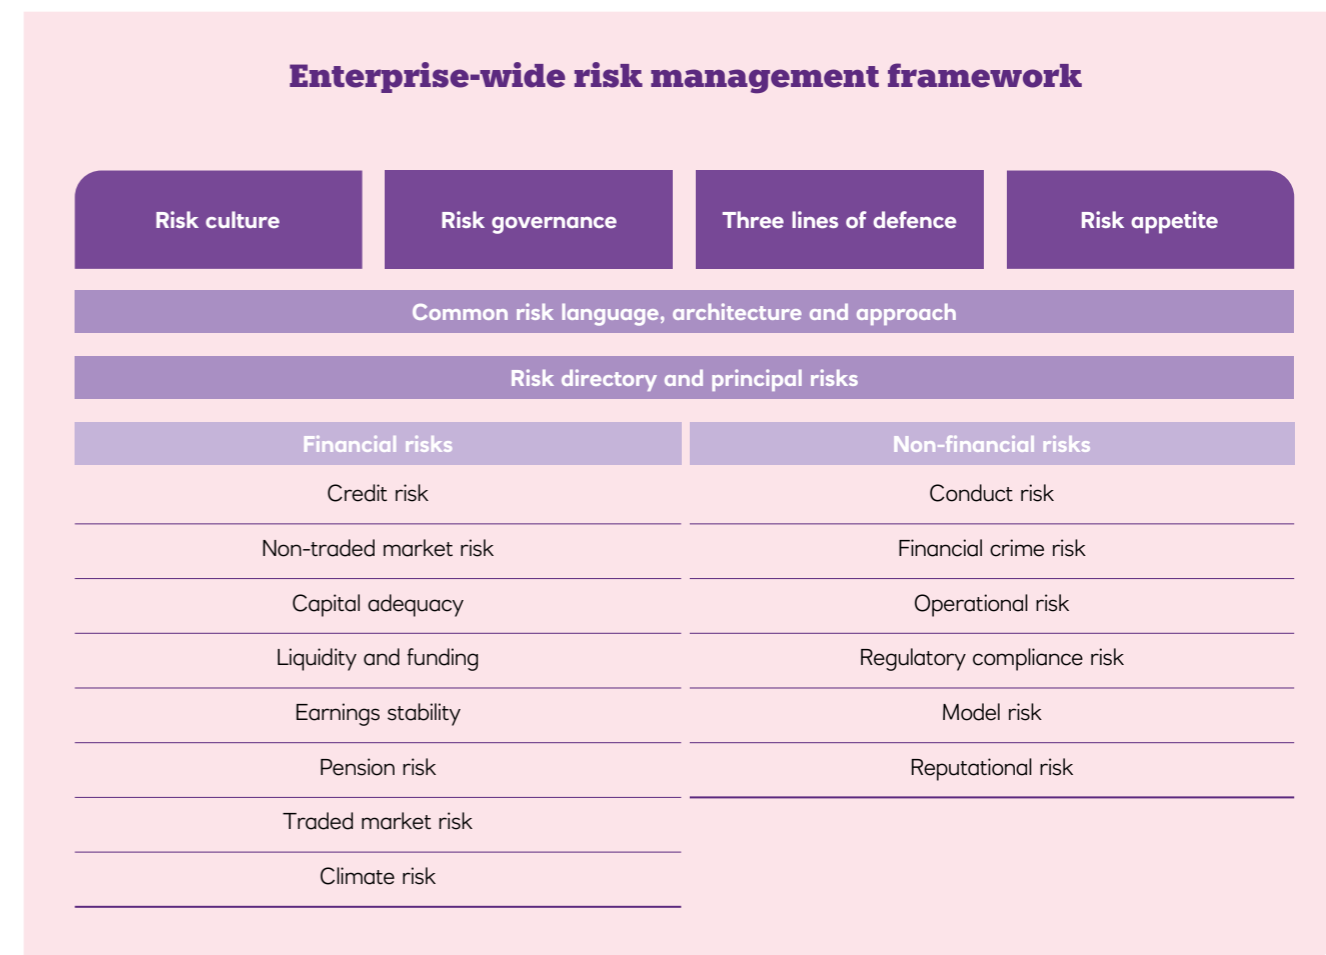 Enterprise-wide risk management framework
Risk culture
Risk governance
Three lines of defence
Risk appetite
Common risk language, architecture and approach
Risk directory and principal risks
Financial risks
Credit risk
Non-traded market risk
Capital adequacy
Liquidity and funding
Earnings stability
Pension risk
Traded market risk
Climate risk
Non-financial risks
Conduct risk
Financial crime risk
Operational risk
Regulatory compliance risk
Model risk
Reputational risk